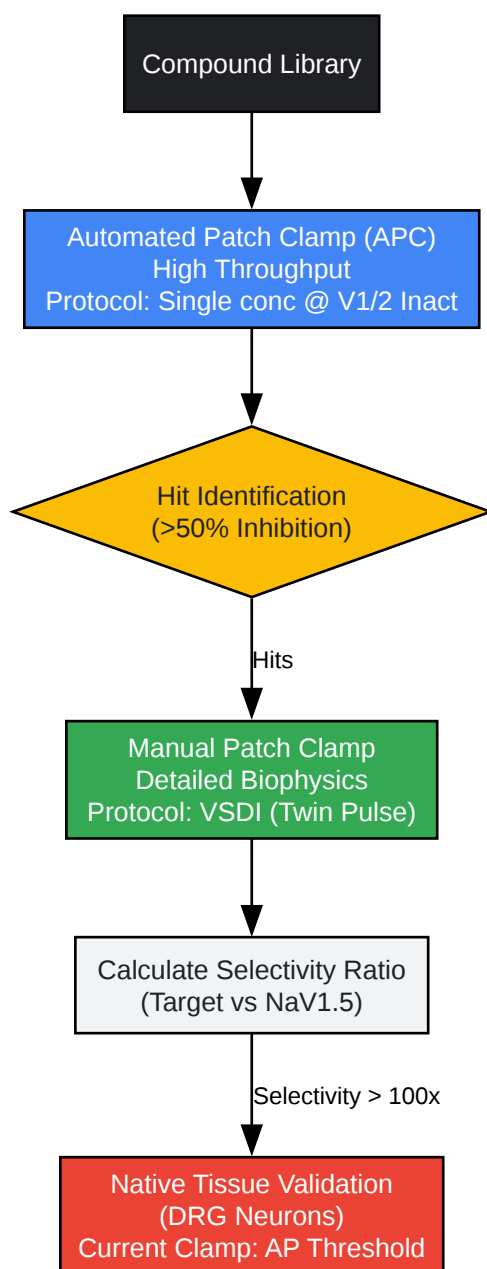 Compound Library
Automated Patch Clamp (APC)
High Throughput
Protocol: Single conc @ V1/2 Inact
Hit Identification
(>50% Inhibition)
Hits
Manual Patch Clamp
Detailed Biophysics
Protocol: VSDI (Twin Pulse)
Calculate Selectivity Ratio
(Target vs NaV1.5)
Selectivity > 100x
Native Tissue Validation
(DRG Neurons)
Current Clamp: AP Threshold